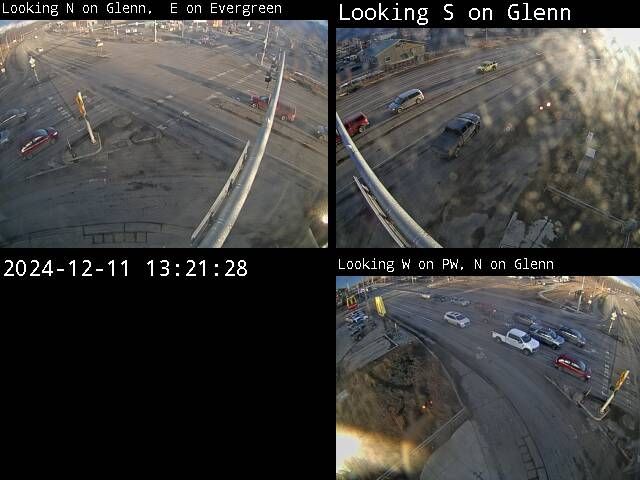 Looking N on Glenn,  E on Evergreen
Looking S on Glenn
2024-12-11 13:21:28
Looking W on PW, N on Glenn